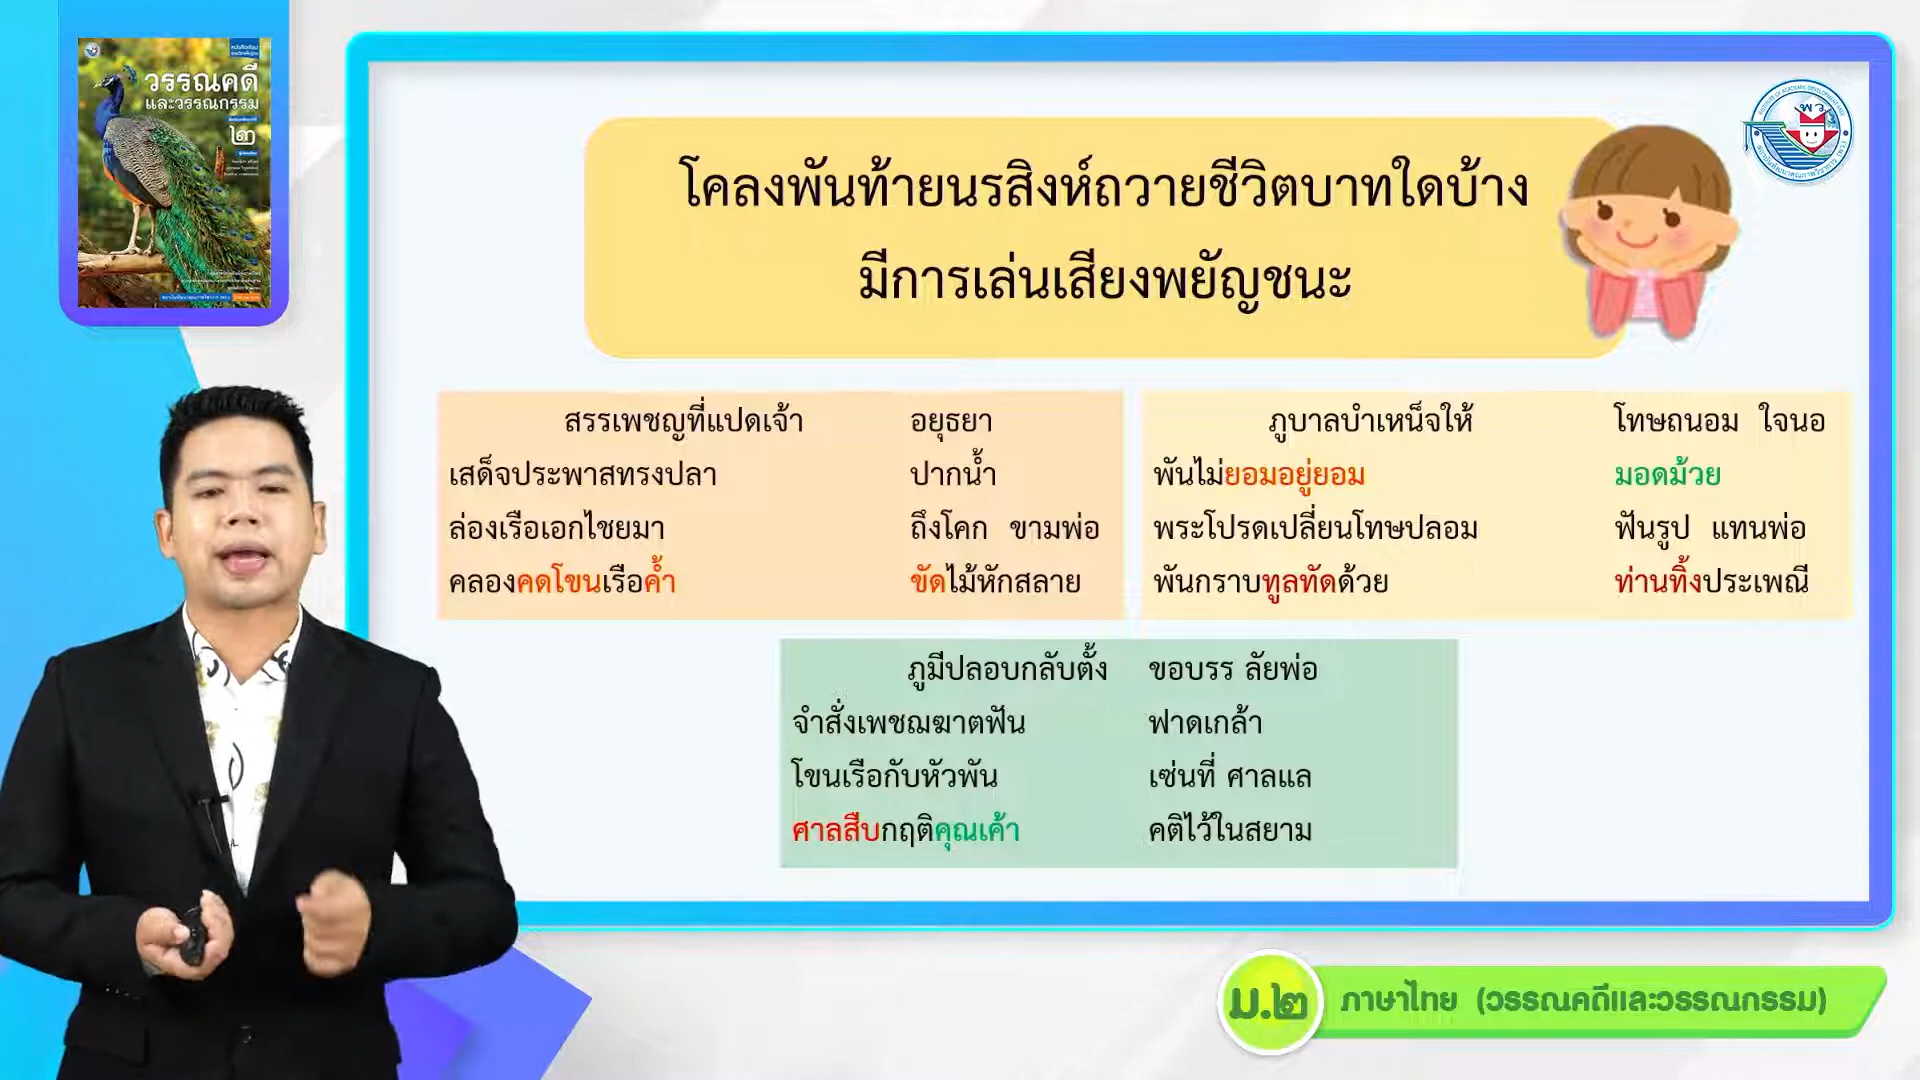 วรรณคดี
และวรรณกรรม
๒
โคลงพันท้ายนรสิงห์ถวายชีวิตบาทใดบ้าง
มีการเล่นเสียงพยัญชนะ
พว
สรรเพชญที่แปดเจ้า อยุธยา
เสด็จประพาสทรงปลา ปากน้ำ
ล่องเรือเอกไชยมา ถึงโคก ขามพ่อ
คลองคดโขนเรือค้ำ ขัดไม้หักสลาย
ภูบาลบำเหน็จให้ โทษถนอม ใจนอ
พันไม่ยอมอยู่ยอม มอดม้วย
พระโปรดเปลี่ยนโทษปลอม ฟันรูป แทนพ่อ
พันกราบทูลทัดด้วย ท่านทิ้งประเพณี
ภูมีปลอบกลับตั้ง ขอบรร ลัยพ่อ
จำสั่งเพชฌฆาตฟัน ฟาดเกล้า
โขนเรือกับหัวพัน เซ่นที่ ศาลแล
ศาลสืบกฤติคุณเค้า คติไว้ในสยาม
ม.๒ ภาษาไทย (วรรณคดีและวรรณกรรม)